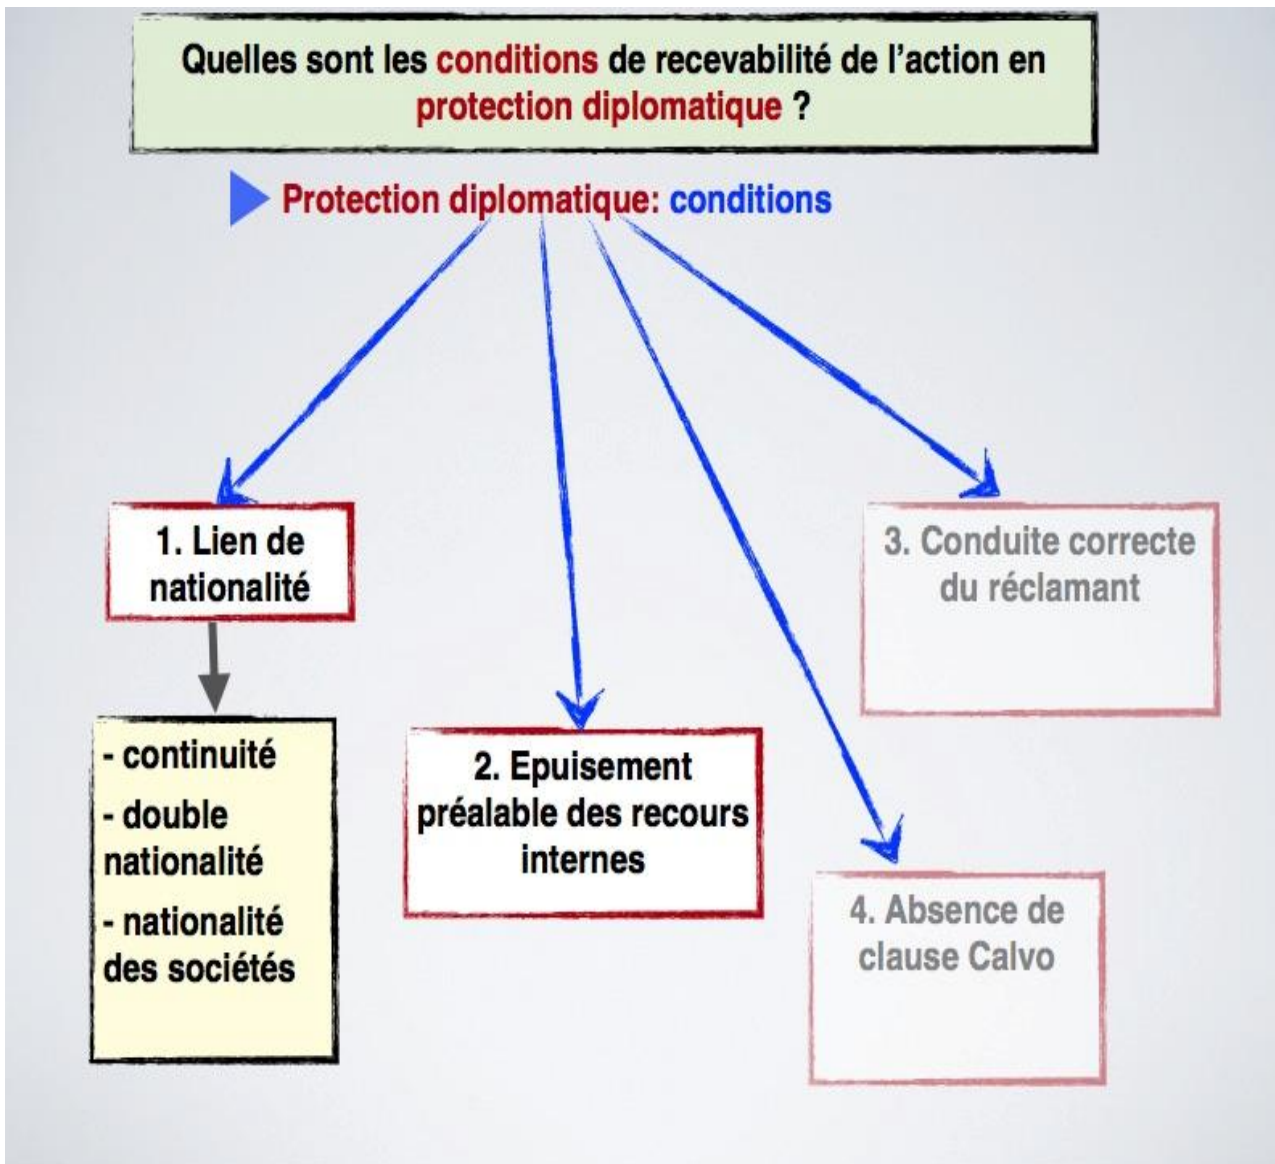 Quelles sont les conditions de recevabilité de l'action en
protection diplomatique ?
Protection diplomatique: conditions
1. Lien de
nationalité
- continuité
- double
nationalité
- nationalité
des sociétés
2. Epuisement
préalable des recours
internes
3. Conduite correcte
du réclamant
4. Absence de
clause Calvo